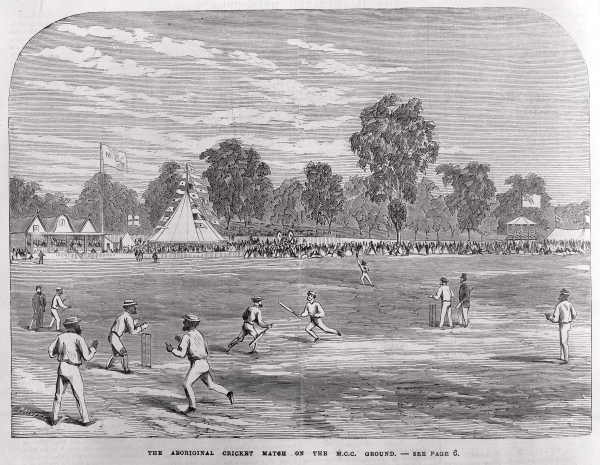 THE ABORIGINAL CRICKET MATCH ON THE M.C.C. GROUND. — SEE PAGE 6.